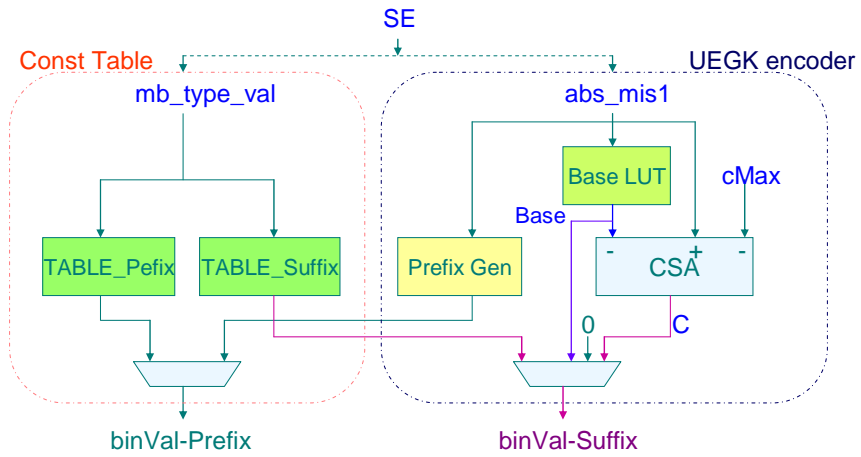 SE
Const Table
UEGK encoder
mb_type_val
abs_mis1
Base LUT
cMax
Base
TABLE_Pefix
TABLE_Suffix
Prefix Gen
- + -
CSA
0
C
binVal-Prefix
binVal-Suffix